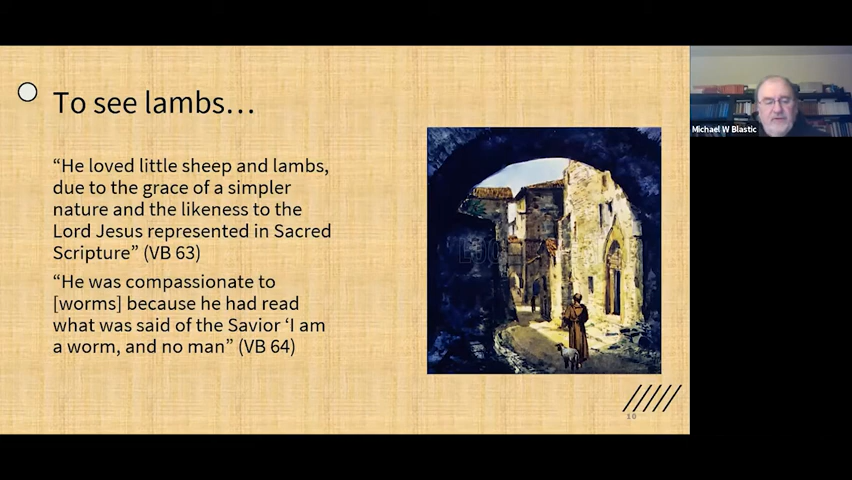 To see lambs…
“He loved little sheep and lambs,
due to the grace of a simpler
nature and the likeness to the
Lord Jesus represented in Sacred
Scripture” (VB 63)
“He was compassionate to
[worms] because he had read
what was said of the Savior ‘I am
a worm, and no man” (VB 64)
10
Michael W Blastic